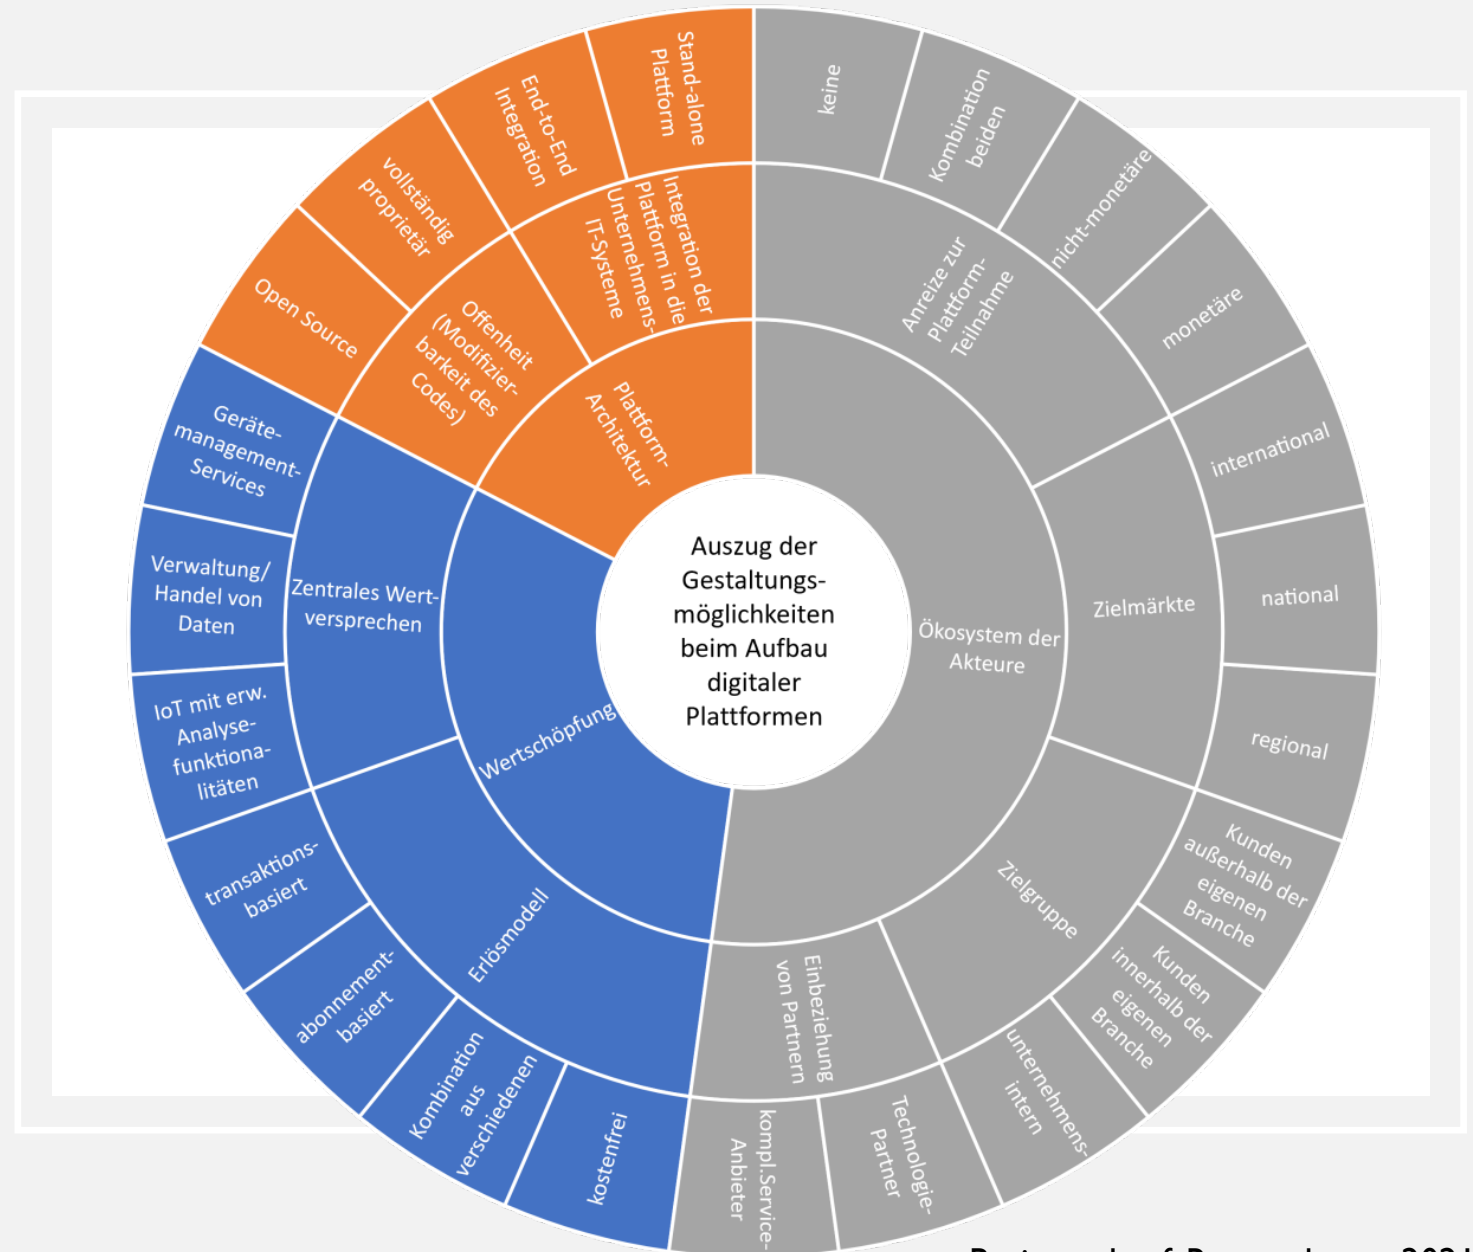 Auszug der
Gestaltungs-
möglichkeiten
beim Aufbau
digitaler
Plattformen
Ökosystem der
Akteure
Anreize zur
Plattform-
Teilnahme
keine
Kombination
beiden
nicht-monetäre
monetäre
Zielmärkte
international
national
regional
Zielgruppe
Kunden
außerhalb der
eigenen
Branche
Kunden
innerhalb der
eigenen
Branche
unternehmens-
intern
Einbeziehung
von Partnern
Technologie-
Partner
kompl.Service-
Anbieter
Wertschöpfung
Erlösmodell
kostenfrei
Kombination
aus
verschiedenen
abonnement-
basiert
transaktions-
basiert
Zentrales Wert-
versprechen
IoT mit erw.
Analyse-
funktiona-
litäten
Verwaltung/
Handel von
Daten
Geräte-
management-
Services
Plattform-
Architektur
Offenheit
(Modifizier-
barkeit des
Codes)
Open Source
vollständig
proprietär
Integration der
Plattform in die
Unternehmens-
IT-Systeme
End-to-End
Integration
Stand-alone
Plattform